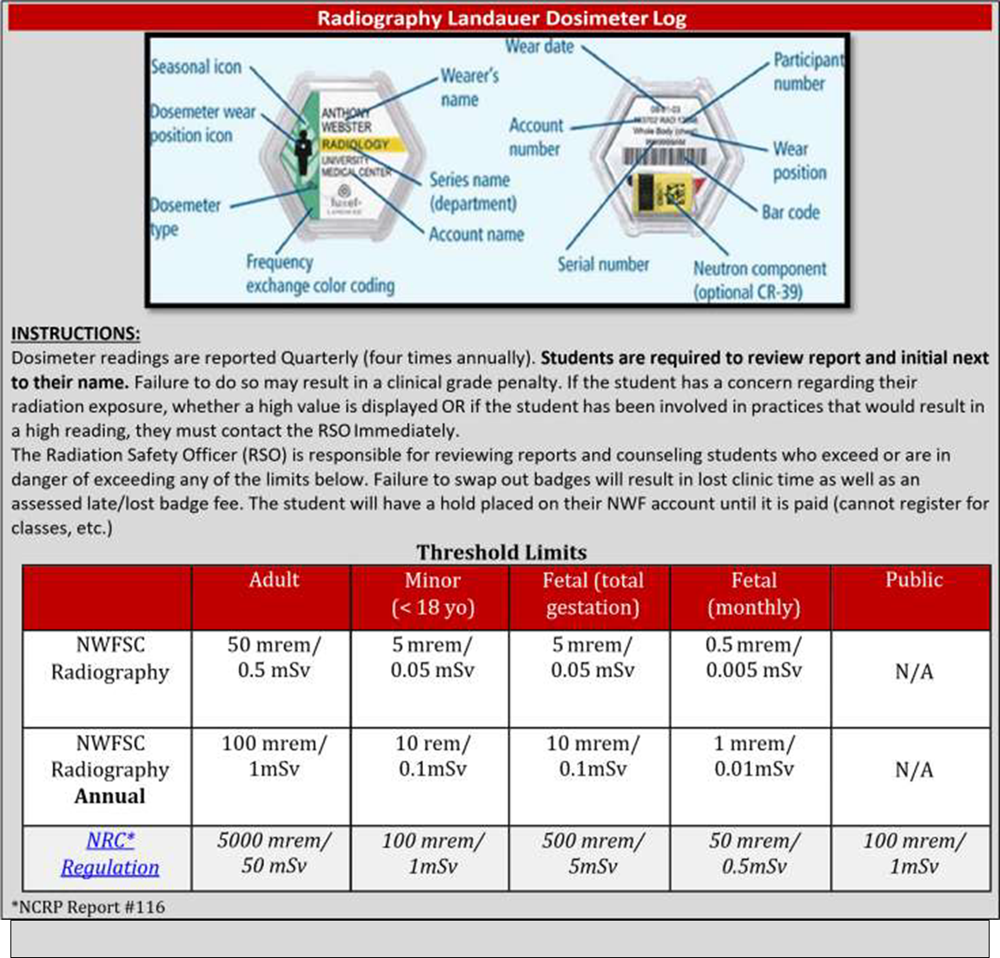 Radiography Landauer Dosimeter Log
Seasonal icon
Dosemeter wear
position icon
Dosemeter
type
Frequency
exchange color coding
ANTHONY
WEBSTER
RADIOLOGY
UNIVERSITY
MEDICAL CENTER
luxel+
LANDAUER
Wearer's
name
Series name
(department)
Account name
Wear date
Account
number
Serial number
Whole Body (chest)
Participant
number
Wear
position
Bar code
Neutron component
(optional CR-39)
INSTRUCTIONS:
Dosimeter readings are reported Quarterly (four times annually). Students are required to review report and initial next
to their name. Failure to do so may result in a clinical grade penalty. If the student has a concern regarding their
radiation exposure, whether a high value is displayed OR if the student has been involved in practices that would result in
a high reading, they must contact the RSO Immediately.
The Radiation Safety Officer (RSO) is responsible for reviewing reports and counseling students who exceed or are in
danger of exceeding any of the limits below. Failure to swap out badges will result in lost clinic time as well as an
assessed late/lost badge fee. The student will have a hold placed on their NWF account until it is paid (cannot register for
classes, etc.)
Threshold Limits
Adult
Minor
(< 18 yo)
Fetal (total
gestation)
Fetal
(monthly)
Public
NWFSC
Radiography
50 mrem/
0.5 mSv
5 mrem/
0.05 mSv
5 mrem/
0.05 mSv
0.5 mrem/
0.005 mSv
N/A
NWFSC
Radiography
Annual
100 mrem/
1mSv
10 rem/
0.1mSv
10 mrem/
0.1mSv
1 mrem/
0.01mSv
N/A
NRC*
Regulation
5000 mrem/
50 mSv
100 mrem/
1mSv
500 mrem/
5mSv
50 mrem/
0.5mSv
100 mrem/
1mSv
*NCRP Report #116